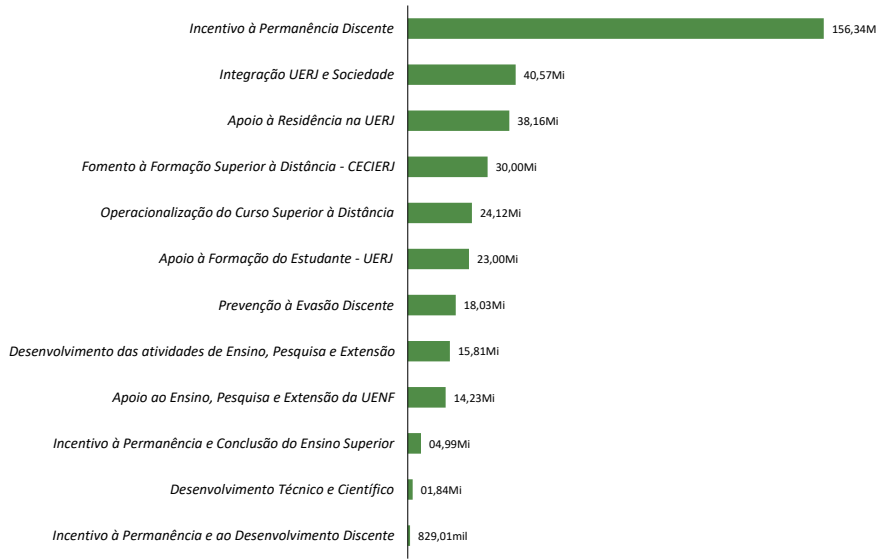 Incentivo à Permanência Discente 156,34M
Integração UERJ e Sociedade 40,57Mi
Apoio à Residência na UERJ 38,16Mi
Fomento à Formação Superior à Distância - CECIERJ 30,00Mi
Operacionalização do Curso Superior à Distância 24,12Mi
Apoio à Formação do Estudante - UERJ 23,00Mi
Prevenção à Evasão Discente 18,03Mi
Desenvolvimento das atividades de Ensino, Pesquisa e Extensão 15,81Mi
Apoio ao Ensino, Pesquisa e Extensão da UENF 14,23Mi
Incentivo à Permanência e Conclusão do Ensino Superior 04,99Mi
Desenvolvimento Técnico e Científico 01,84Mi
Incentivo à Permanência e ao Desenvolvimento Discente 829,01mil